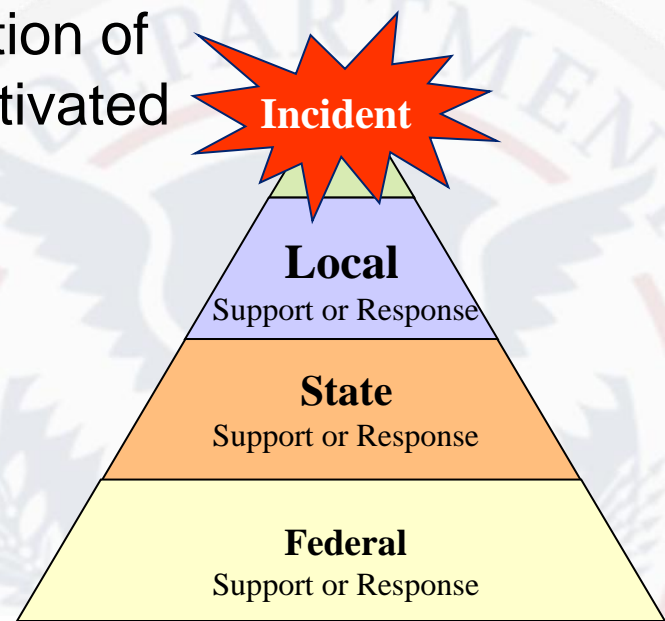 tion of
tivated
Incident
Local
Support or Response
State
Support or Response
Federal
Support or Response